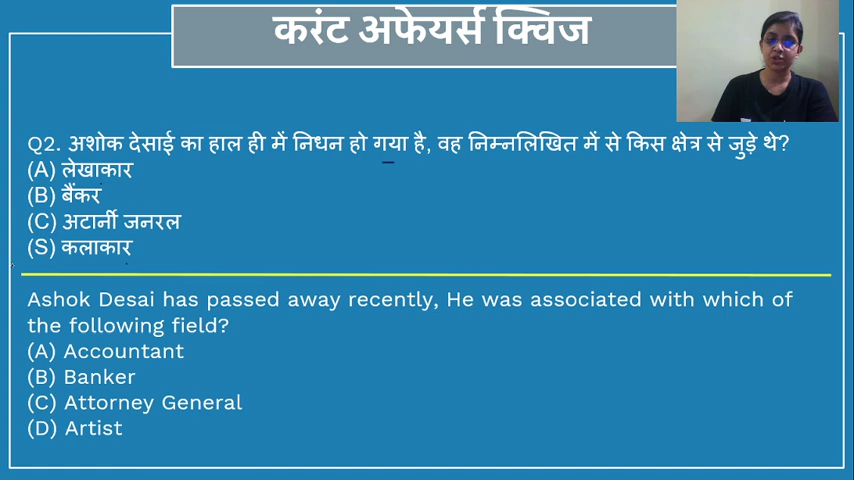 करंट अफेयर्स क्विज
Q2. अशोक देसाई का हाल ही में निधन हो गया है, वह निम्नलिखित में से किस क्षेत्र से जुड़े थे?
(A) लेखाकार
(B) बैंकर
(C) अटार्नी जनरल
(S) कलाकार
Ashok Desai has passed away recently, He was associated with which of
the following field?
(A) Accountant
(B) Banker
(C) Attorney General
(D) Artist